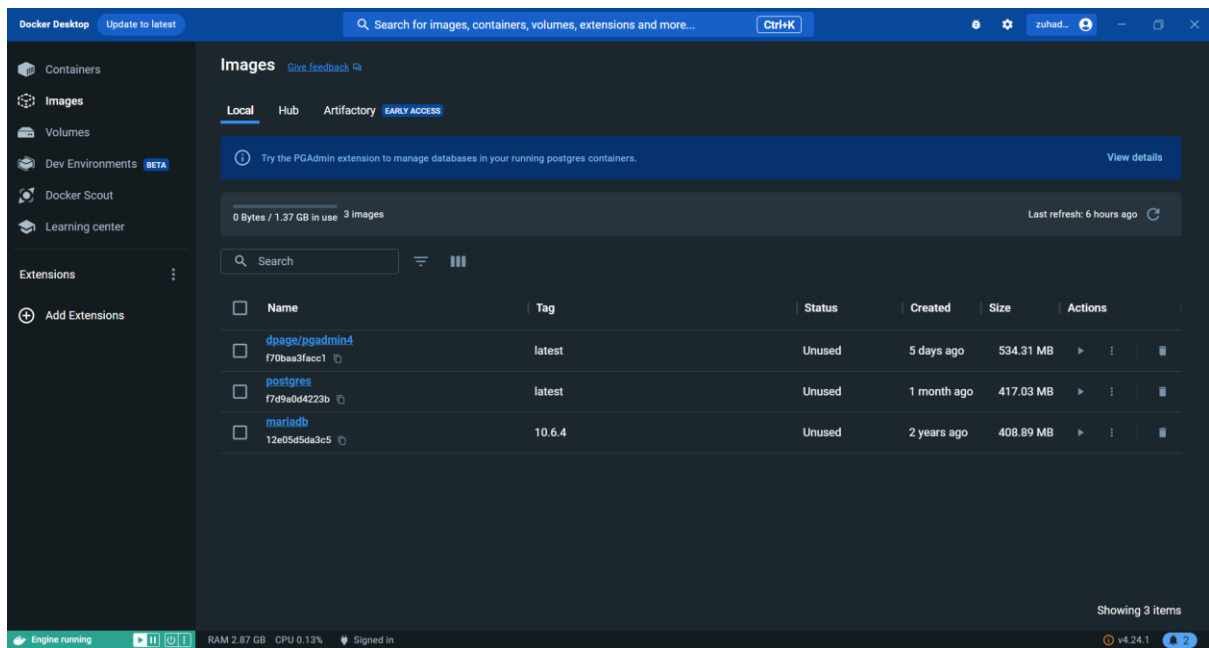 Docker Desktop Update to latest Search for images, containers, volumes, extensions and more... Ctrl+K zuhad...
Containers
Images
Volumes
Dev Environments BETA
Docker Scout
Learning center
Extensions
Add Extensions
Images Give feedback
Local Hub Artifactory EARLY ACCESS
Try the PGAdmin extension to manage databases in your running postgres containers. View details
0 Bytes / 1.37 GB in use 3 images Last refresh: 6 hours ago
Search
Name Tag Status Created Size Actions
dpage/pgadmin4
f70baa3facc1 latest Unused 5 days ago 534.31 MB
postgres
f7d9a0d4223b latest Unused 1 month ago 417.03 MB
mariadb
12e05d5da3c5 10.6.4 Unused 2 years ago 408.89 MB
Showing 3 items
Engine running RAM 2.87 GB CPU 0.13% Signed in v4.24.1 2